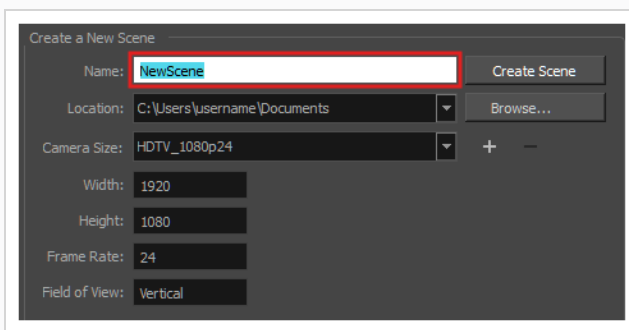 Create a New Scene
Name: NewScene Create Scene
Location: C:\Users\username\Documents Browse...
Camera Size: HDTV_1080p24 + −
Width: 1920
Height: 1080
Frame Rate: 24
Field of View: Vertical